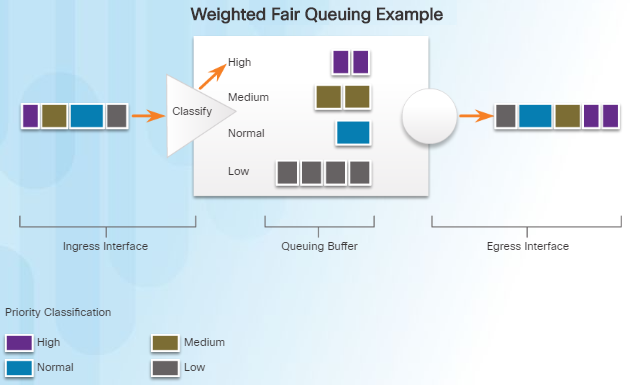 Weighted Fair Queuing Example
High
Medium
Classify
Normal
Low
Ingress Interface
Queuing Buffer
Egress Interface
Priority Classification
High
Medium
Normal
Low